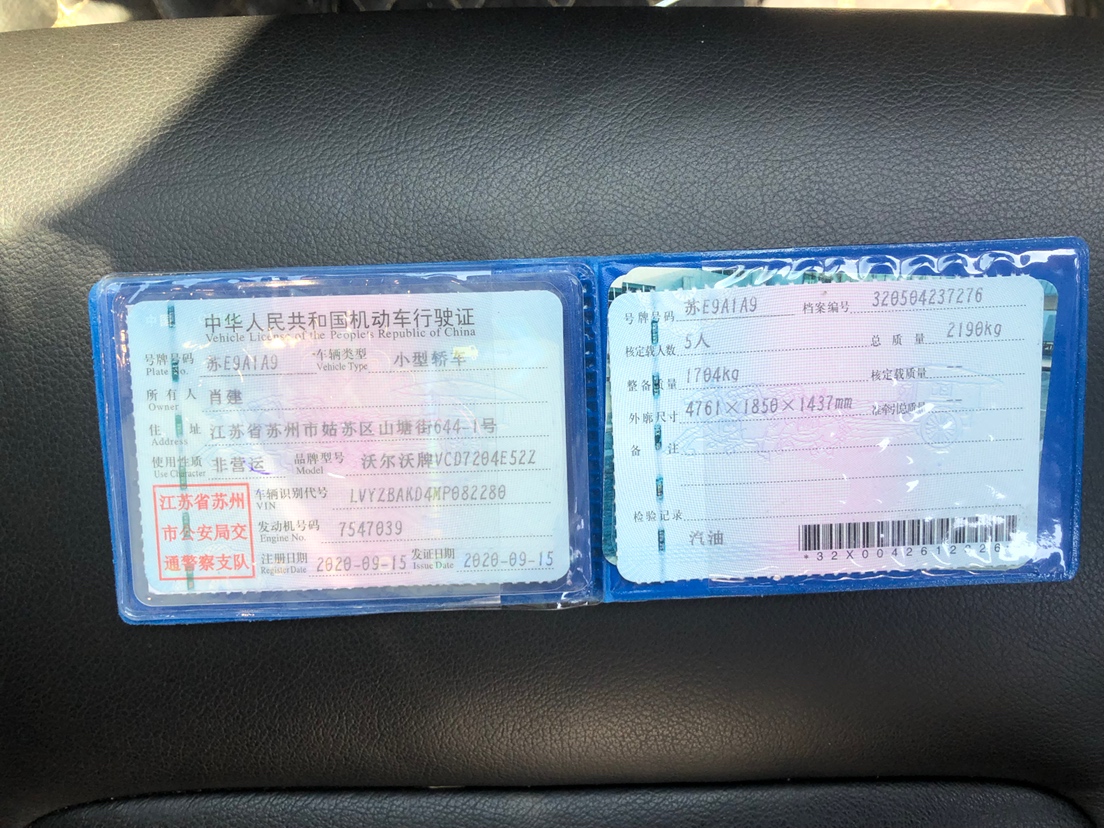 中华人民共和国机动车行驶证
Vehicle License of the People's Republic of China
号牌号码 苏E9A1A9 车辆类型 小型轿车
Plate No. Vehicle Type
所有人 肖建
Owner
住址 江苏省苏州市姑苏区山塘街644-1号
Address
使用性质 非营运 品牌型号 沃尔沃牌VCD7204E52Z
Use Character Model
江苏省苏州
市公安局交
通警察支队
车辆识别代号 LVYZBAKD4MP082280
VIN
发动机号码 7547039
Engine No.
注册日期 2020-09-15 发证日期 2020-09-15
Register Date Issue Date
号牌号码 苏E9A1A9 档案编号 320504237276
核定载人数 5人 总质量 2190kg
整备质量 1704kg 核定载质量 --
外廓尺寸 4761×1850×1437mm 准牵引总质量 --
备注
检验记录
汽油